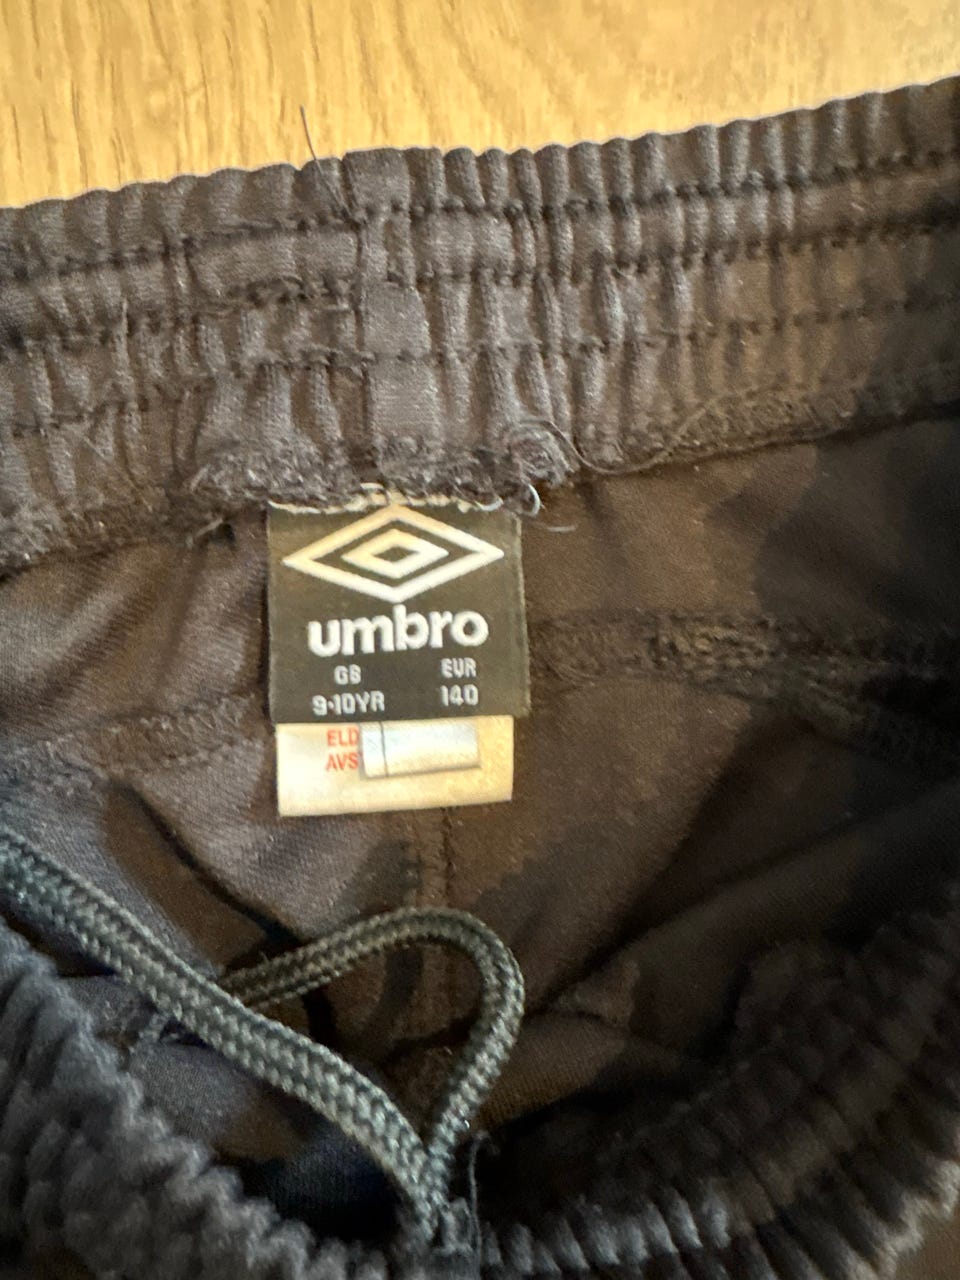 umbro
GB EUR
9-10YR 140
ELD
AVS